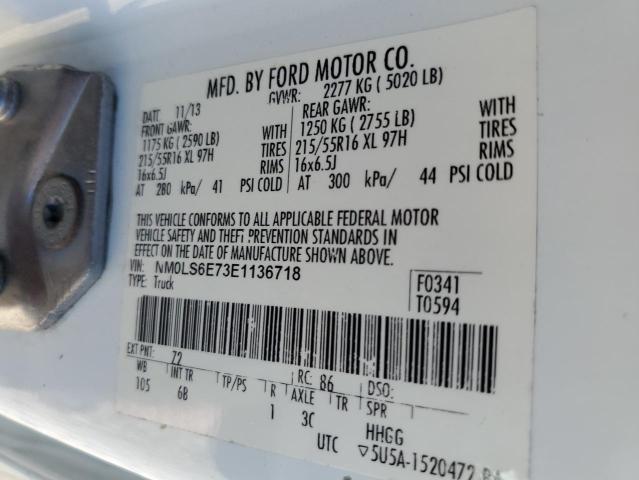 MFD. BY FORD MOTOR CO.
DATE: 11/13 GVWR: 2277 KG ( 5020 LB)
FRONT GAWR: REAR GAWR:
1175 KG ( 2590 LB) WITH 1250 KG ( 2755 LB) WITH
215/55R16 XL 97H TIRES 215/55R16 XL 97H TIRES
16x6.5J RIMS 16x6.5J RIMS
AT 280 kPa/ 41 PSI COLD AT 300 kPa/ 44 PSI COLD
THIS VEHICLE CONFORMS TO ALL APPLICABLE FEDERAL MOTOR
VEHICLE SAFETY AND THEFT PREVENTION STANDARDS IN
EFFECT ON THE DATE OF MANUFACTURE SHOWN ABOVE.
VIN: NM0LS6E73E1136718 F0341
TYPE: Truck T0594
EXT PNT: 72 RC: 86 DSO:
WB INT TR TP/PS R AXLE TR SPR
105 6B 1 3C HHGG
UTC 5U5A-1520472